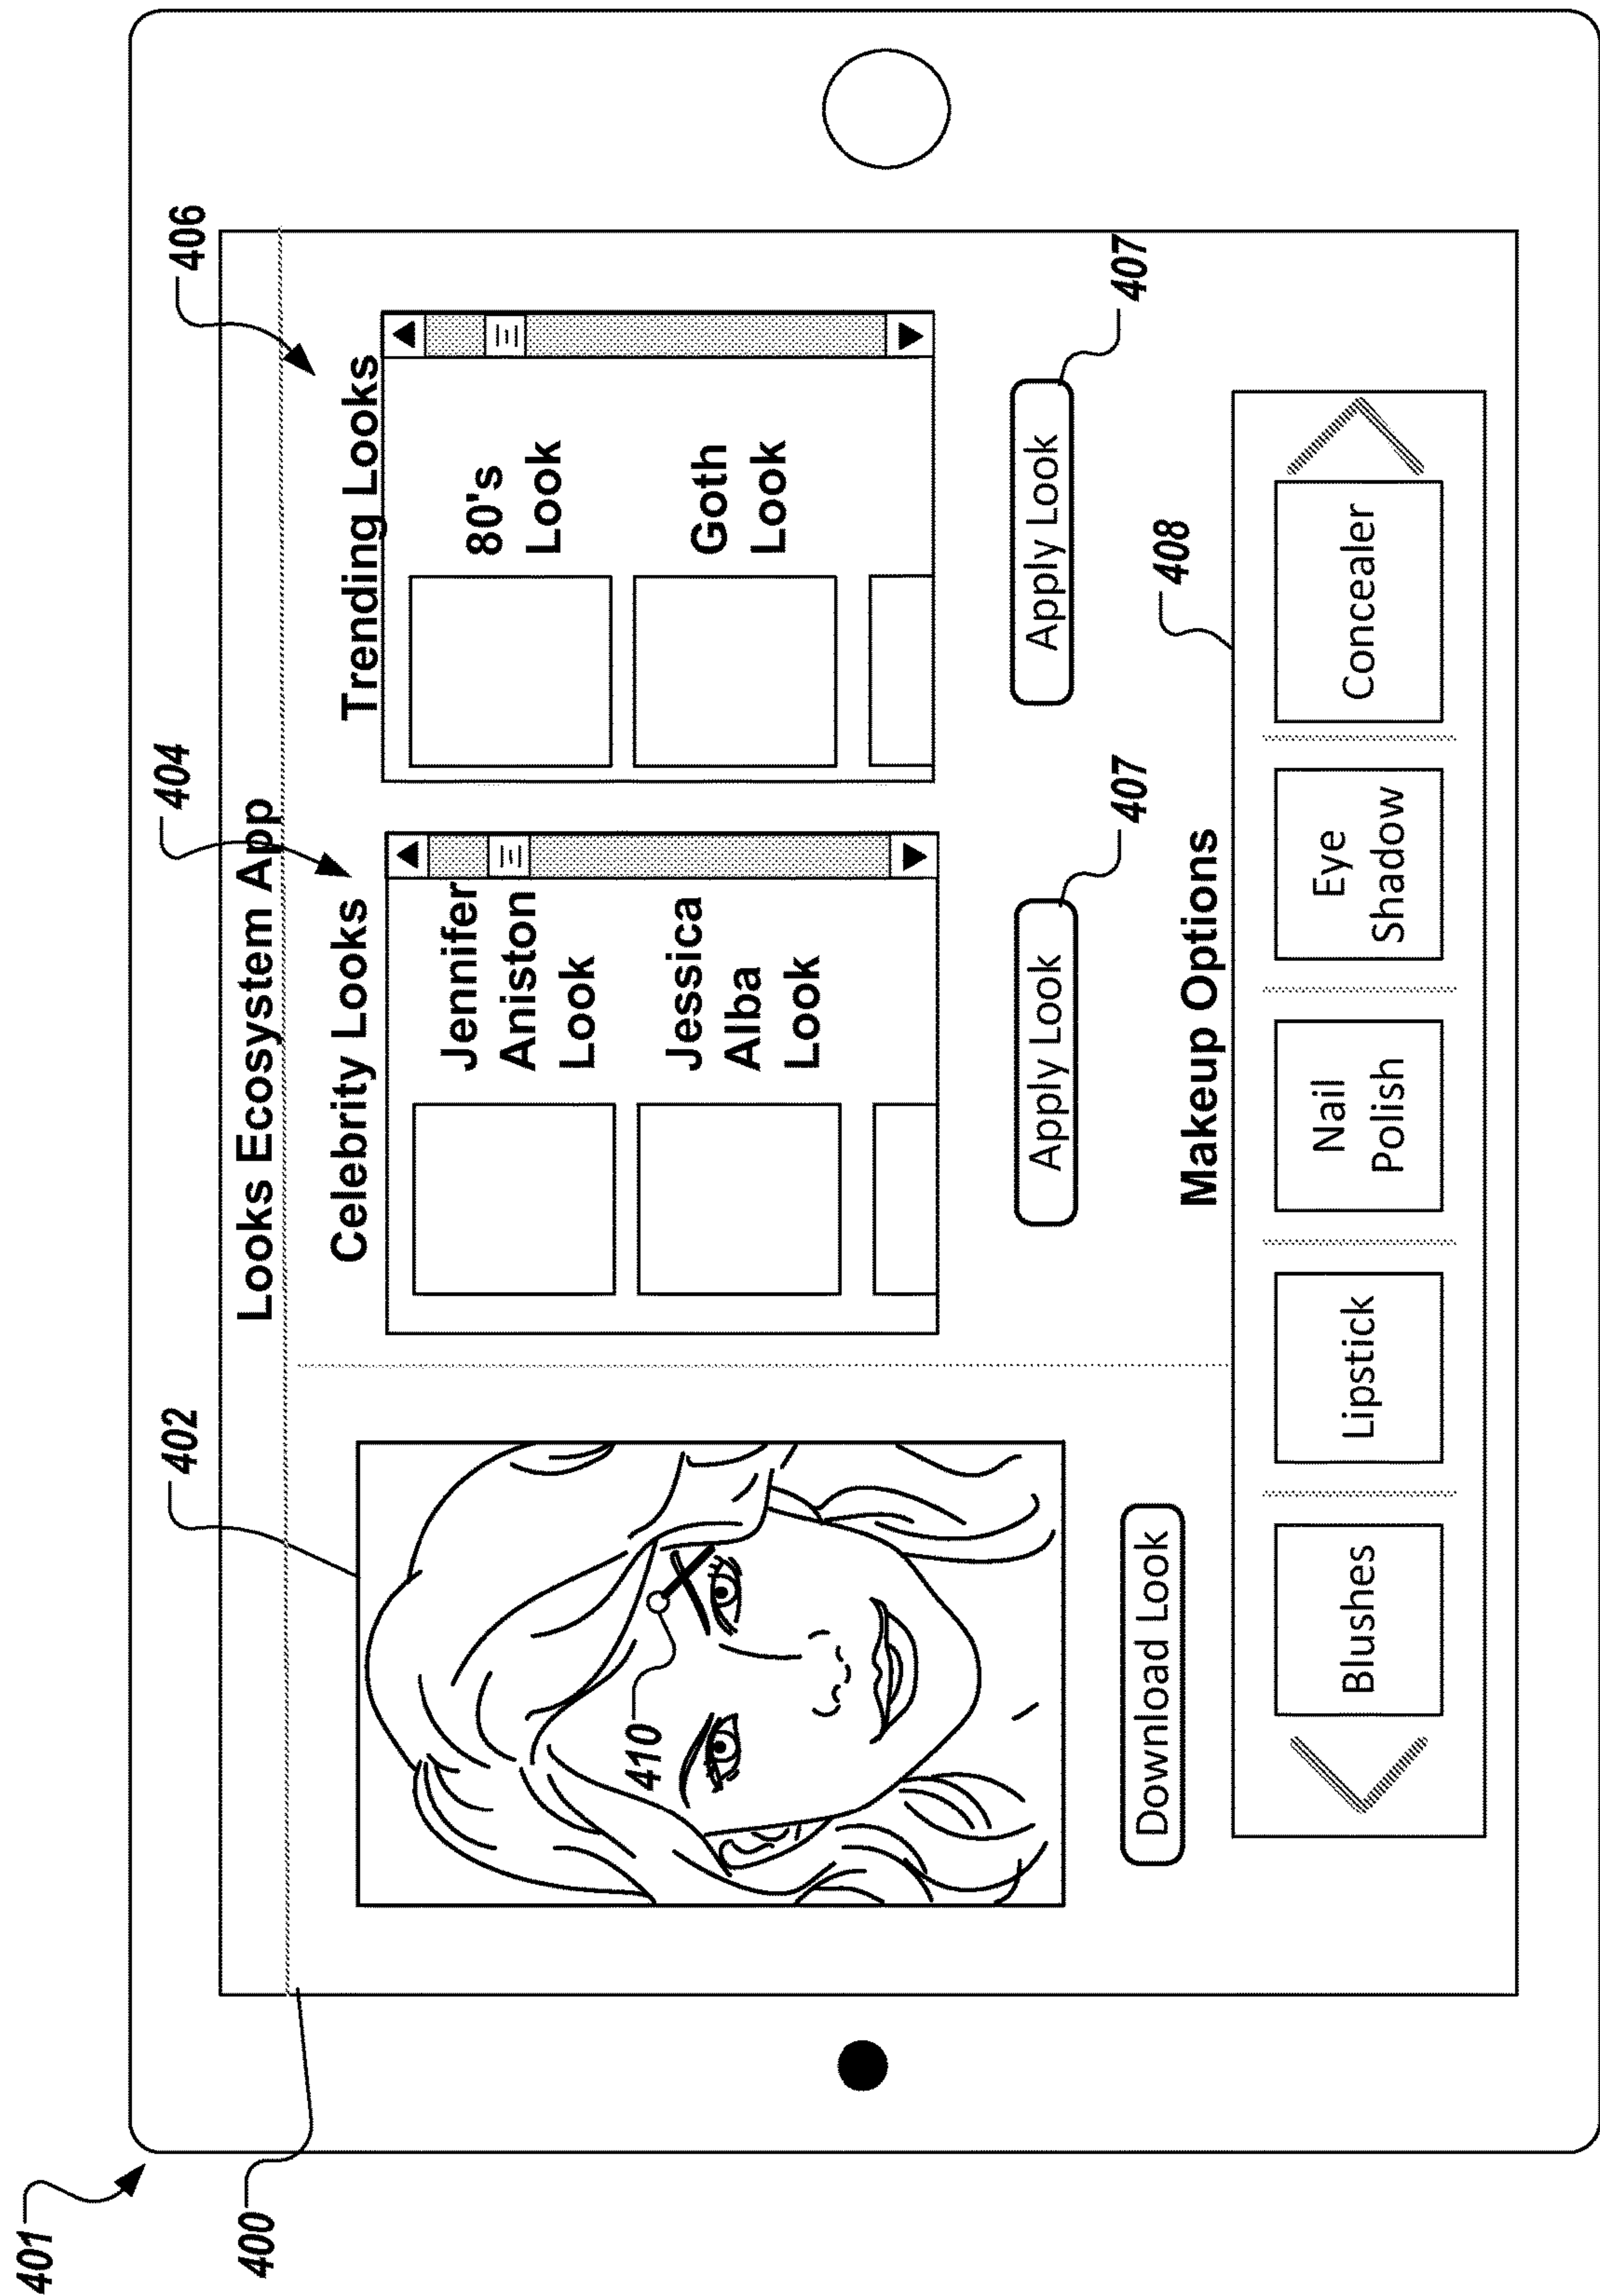 401
400
Looks Ecosystem App
402
404
406
Celebrity Looks
Trending Looks
Jennifer
Aniston
Look
Jessica
Alba
Look
80's
Look
Goth
Look
410
Apply Look
407
Apply Look
407
Download Look
Makeup Options
408
Blushes
Lipstick
Nail
Polish
Eye
Shadow
Concealer